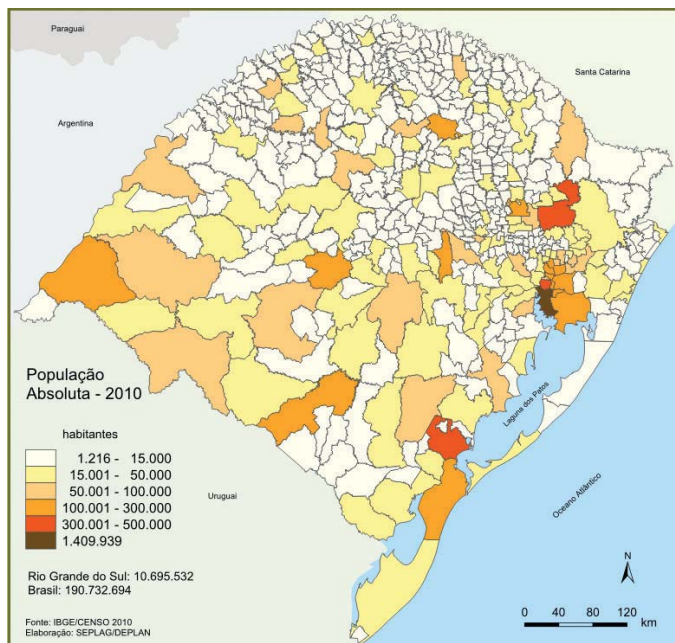 Paraguai
Santa Catarina
Argentina
População
Absoluta - 2010
habitantes
1.216 - 15.000
15.001 - 50.000
50.001 - 100.000
100.001 - 300.000
300.001 - 500.000
1.409.939
Rio Grande do Sul: 10.695.532
Brasil: 190.732.694
Fonte: IBGE/CENSO 2010
Elaboração: SEPLAG/DEPLAN
Uruguai
Laguna dos Patos
Oceano Atlântico
N
0 40 80 120
km